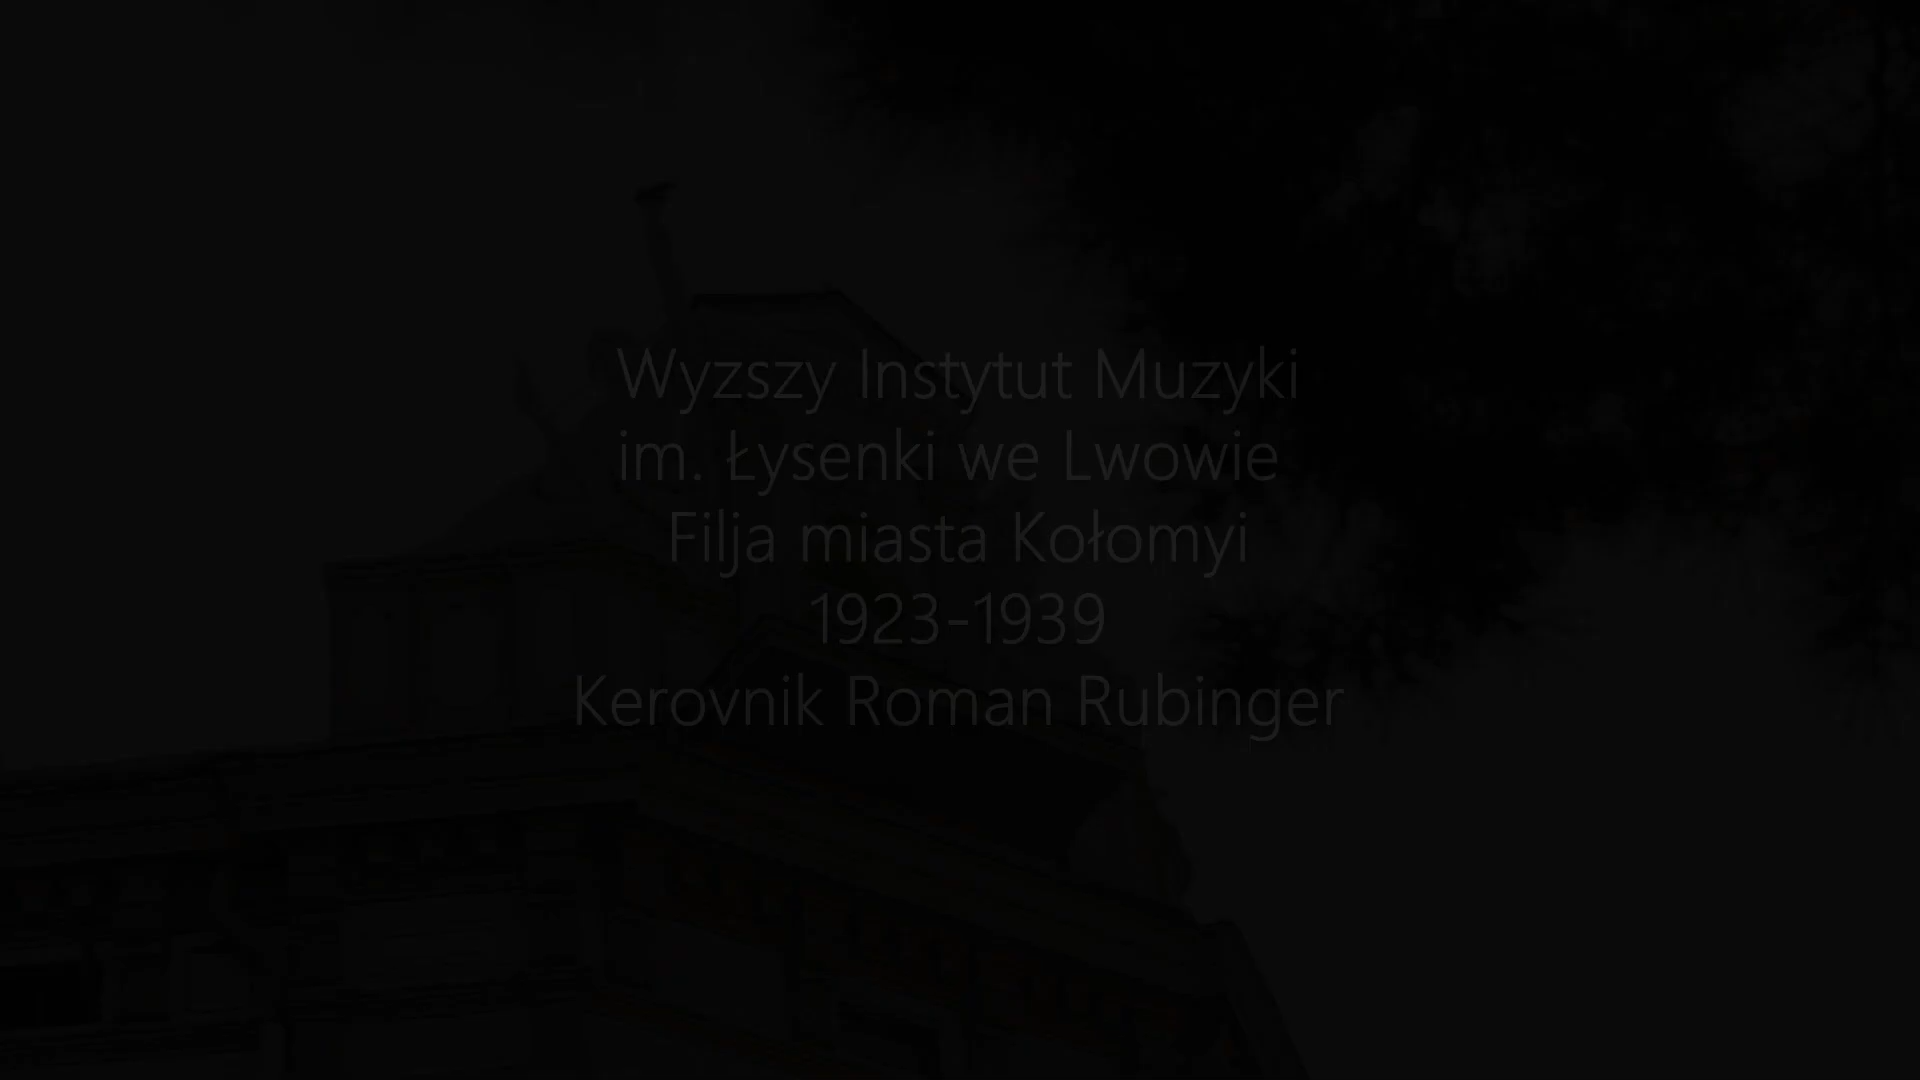 Wyzszy Instytut Muzyki
im. Łysenki we Lwowie
Filja miasta Kołomyi
1923-1939
Kerovnik Roman Rubinger